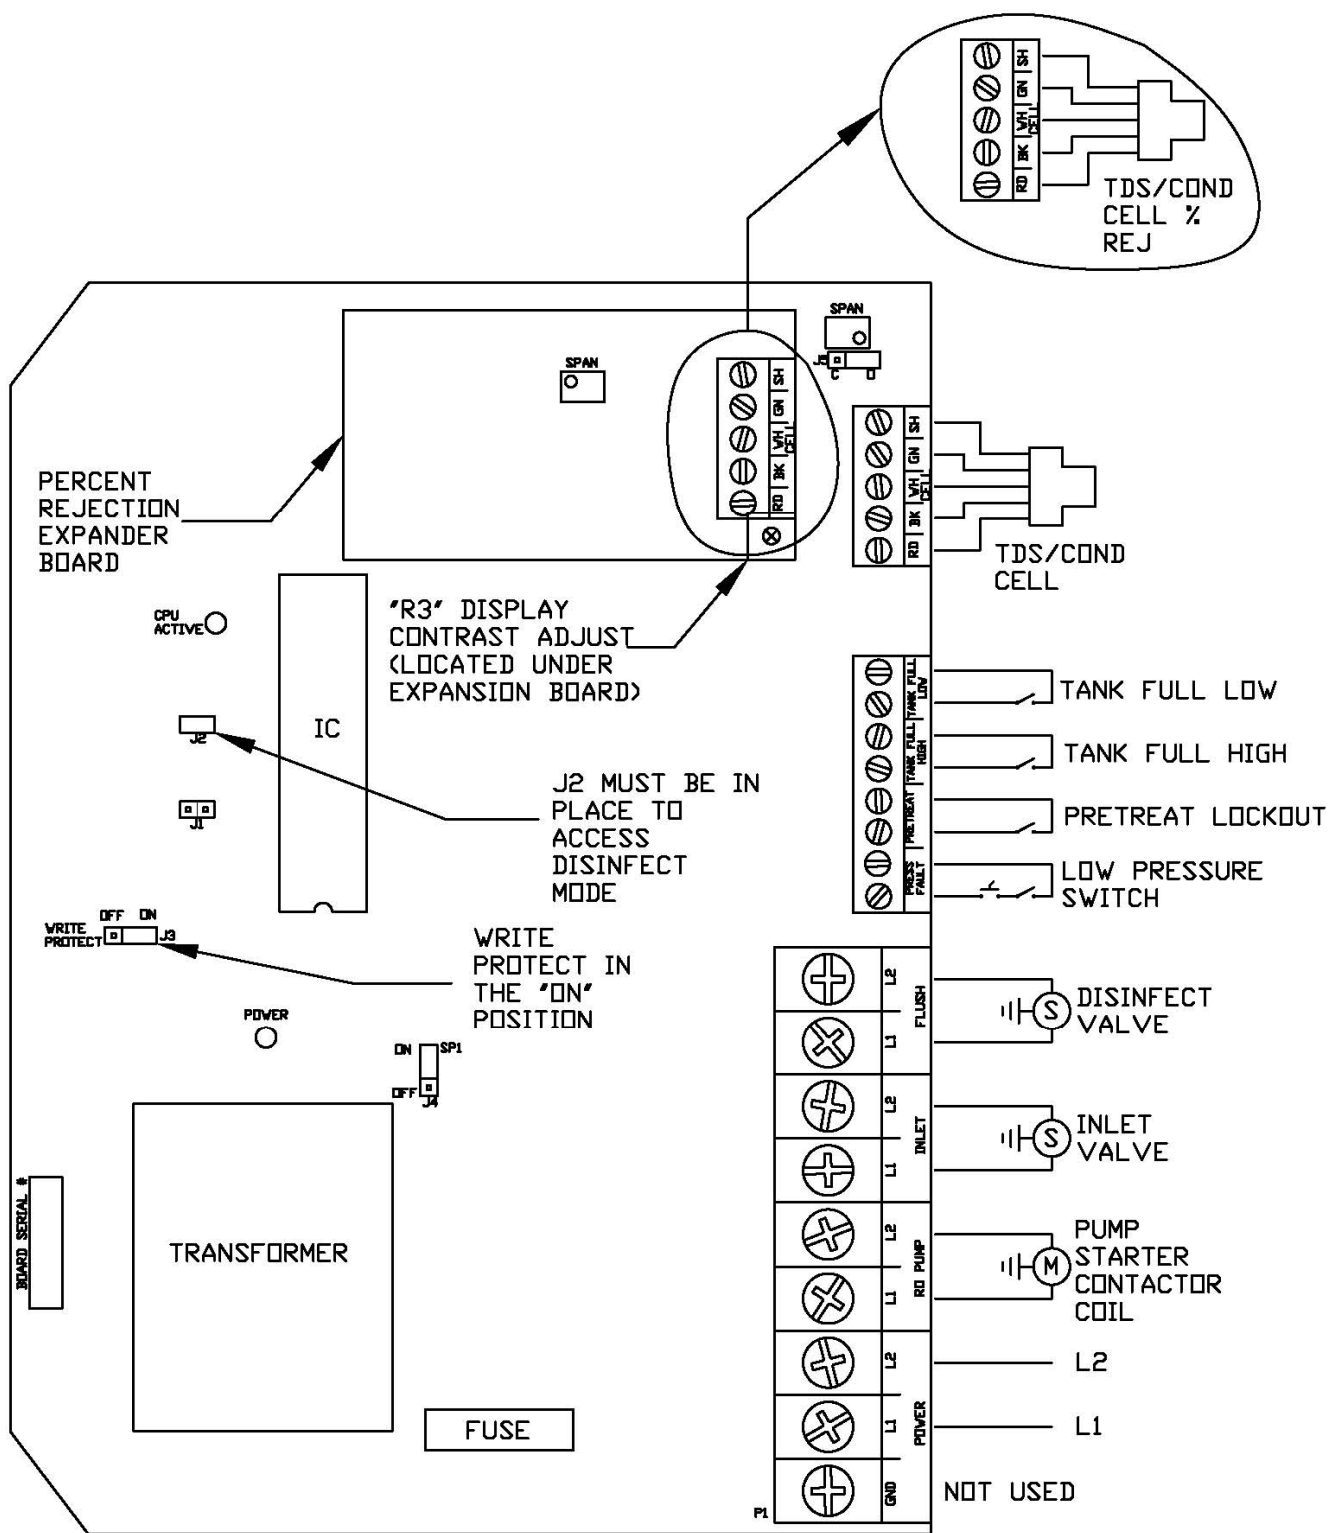 SH
GN
WH
CELL
BK
RD
TDS/COND
CELL %
REJ
SPAN
J5
C D
SPAN
SH
GN
WH
CELL
BK
RD
SH
GN
WH
CELL
BK
RD
TDS/COND
CELL
PERCENT
REJECTION
EXPANDER
BOARD
"R3" DISPLAY
CONTRAST ADJUST
(LOCATED UNDER
EXPANSION BOARD)
CPU
ACTIVE
IC
J2
J1
J2 MUST BE IN
PLACE TO
ACCESS
DISINFECT
MODE
TANK FULL
LOW
TANK FULL LOW
TANK FULL
HIGH
TANK FULL HIGH
PRETREAT
PRETREAT LOCKOUT
PRESS
FAULT
LOW PRESSURE
SWITCH
OFF ON
WRITE
PROTECT
J3
WRITE
PROTECT IN
THE "ON"
POSITION
POWER
ON SP1
OFF
J4
L2
L1
FLUSH
S
DISINFECT
VALVE
L2
L1
INLET
S
INLET
VALVE
L2
L1
RO PUMP
M
PUMP
STARTER
CONTACTOR
COIL
L2
L1
POWER
L2
L1
GND
NOT USED
P1
BOARD SERIAL #
TRANSFORMER
FUSE